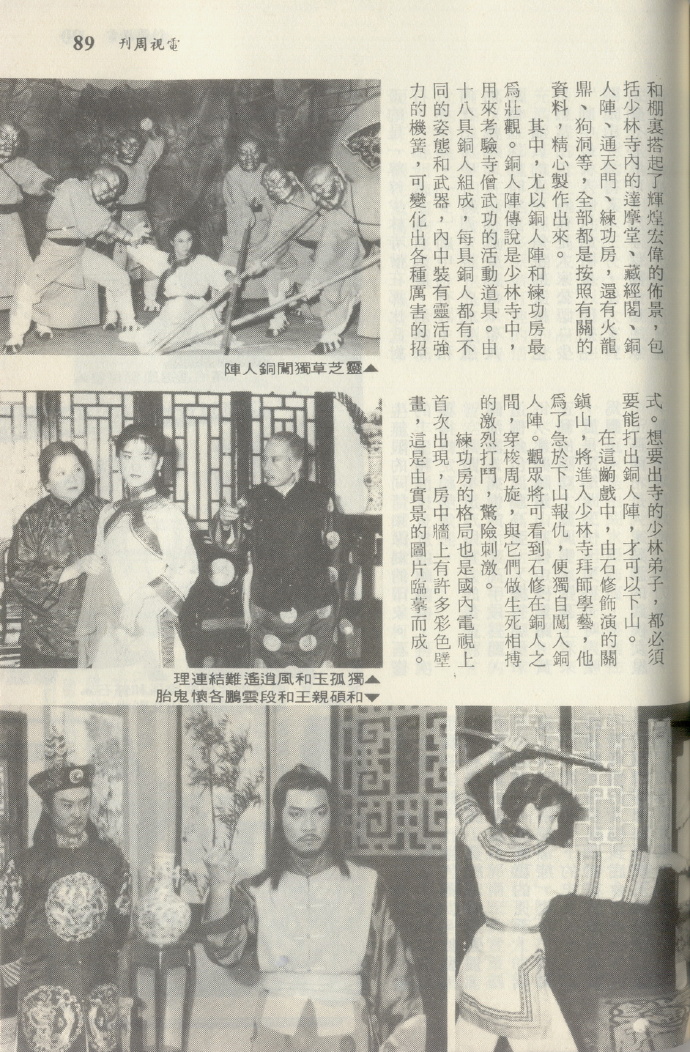 電視周刊 89
和棚裏搭起了輝煌宏偉的佈景，包
括少林寺內的達摩堂、藏經閣、銅
人陣、通天門、練功房，還有火龍
鼎、狗洞等，全部都是按照有關的
資料，精心製作出來。
其中，尤以銅人陣和練功房最
爲壯觀。銅人陣傳說是少林寺中，
用來考驗寺僧武功的活動道具。由
十八具銅人組成，每具銅人都有不
同的姿態和武器，內中裝有靈活強
力的機簧，可變化出各種厲害的招
式。想要出寺的少林弟子，都必須
要能打出銅人陣，才可以下山。
在這齣戲中，由石修飾演的關
鎭山，將進入少林寺拜師學藝，他
爲了急於下山報仇，便獨自闖入銅
人陣。觀眾將可看到石修在銅人之
間，穿梭周旋，與它們做生死相搏
的激烈打鬥，驚險刺激。
練功房的格局也是國內電視上
首次出現，房中牆上有許多彩色壁
畫，這是由實景的圖片臨摹而成。
▲靈芝草獨闖銅人陣
▲獨孤玉和風逍遙難結連理
▼和碩親王和段雲鵬各懷鬼胎